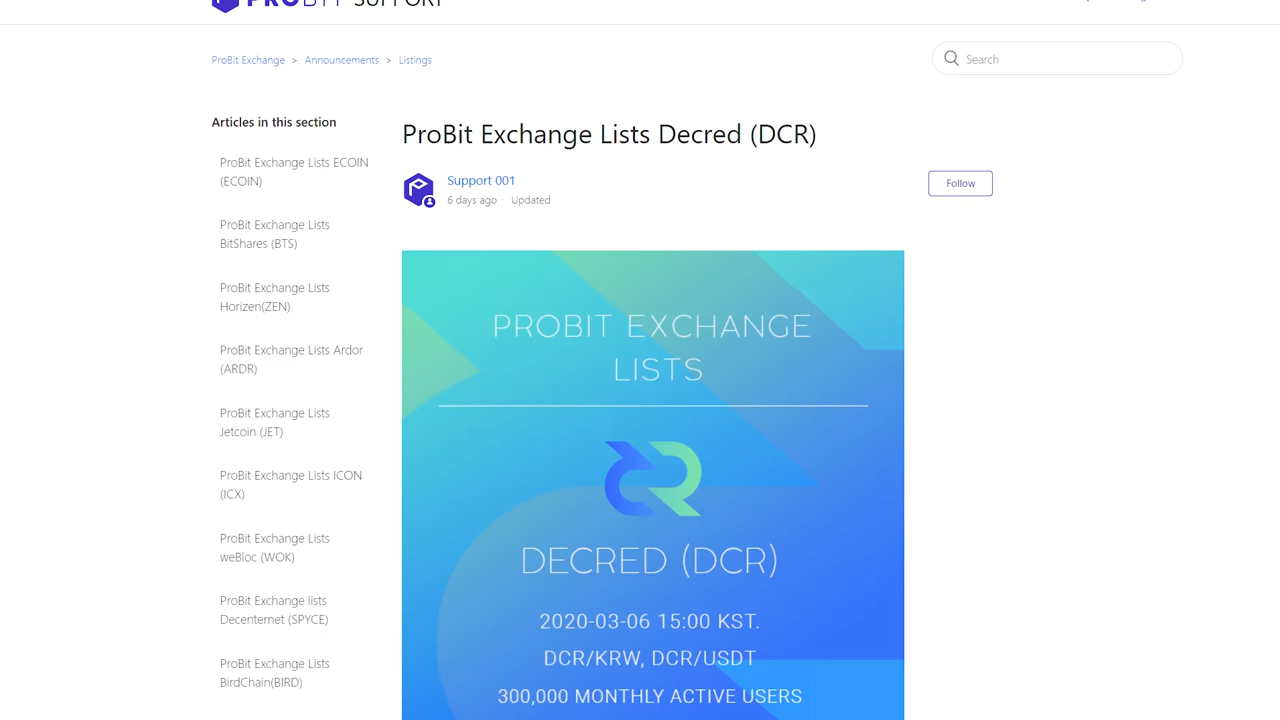 PROBIT SUPPORT
ProBit Exchange > Announcements > Listings
Search
Articles in this section
ProBit Exchange Lists ECOIN
(ECOIN)
ProBit Exchange Lists
BitShares (BTS)
ProBit Exchange Lists
Horizen(ZEN)
ProBit Exchange Lists Ardor
(ARDR)
ProBit Exchange Lists
Jetcoin (JET)
ProBit Exchange Lists ICON
(ICX)
ProBit Exchange Lists
weBloc (WOK)
ProBit Exchange lists
Decenternet (SPYCE)
ProBit Exchange Lists
BirdChain(BIRD)
ProBit Exchange Lists Decred (DCR)
Support 001
6 days ago · Updated
Follow
PROBIT EXCHANGE
LISTS
DECRED (DCR)
2020-03-06 15:00 KST.
DCR/KRW, DCR/USDT
300,000 MONTHLY ACTIVE USERS